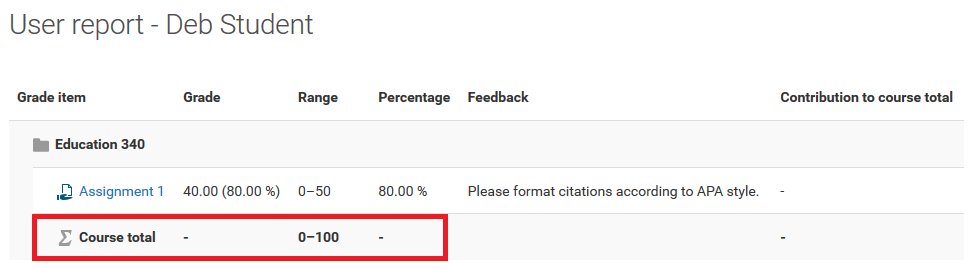 User report - Deb Student
Grade item Grade Range Percentage Feedback Contribution to course total
Education 340
Assignment 1 40.00 (80.00 %) 0–50 80.00 % Please format citations according to APA style. -
Course total - 0–100 - -